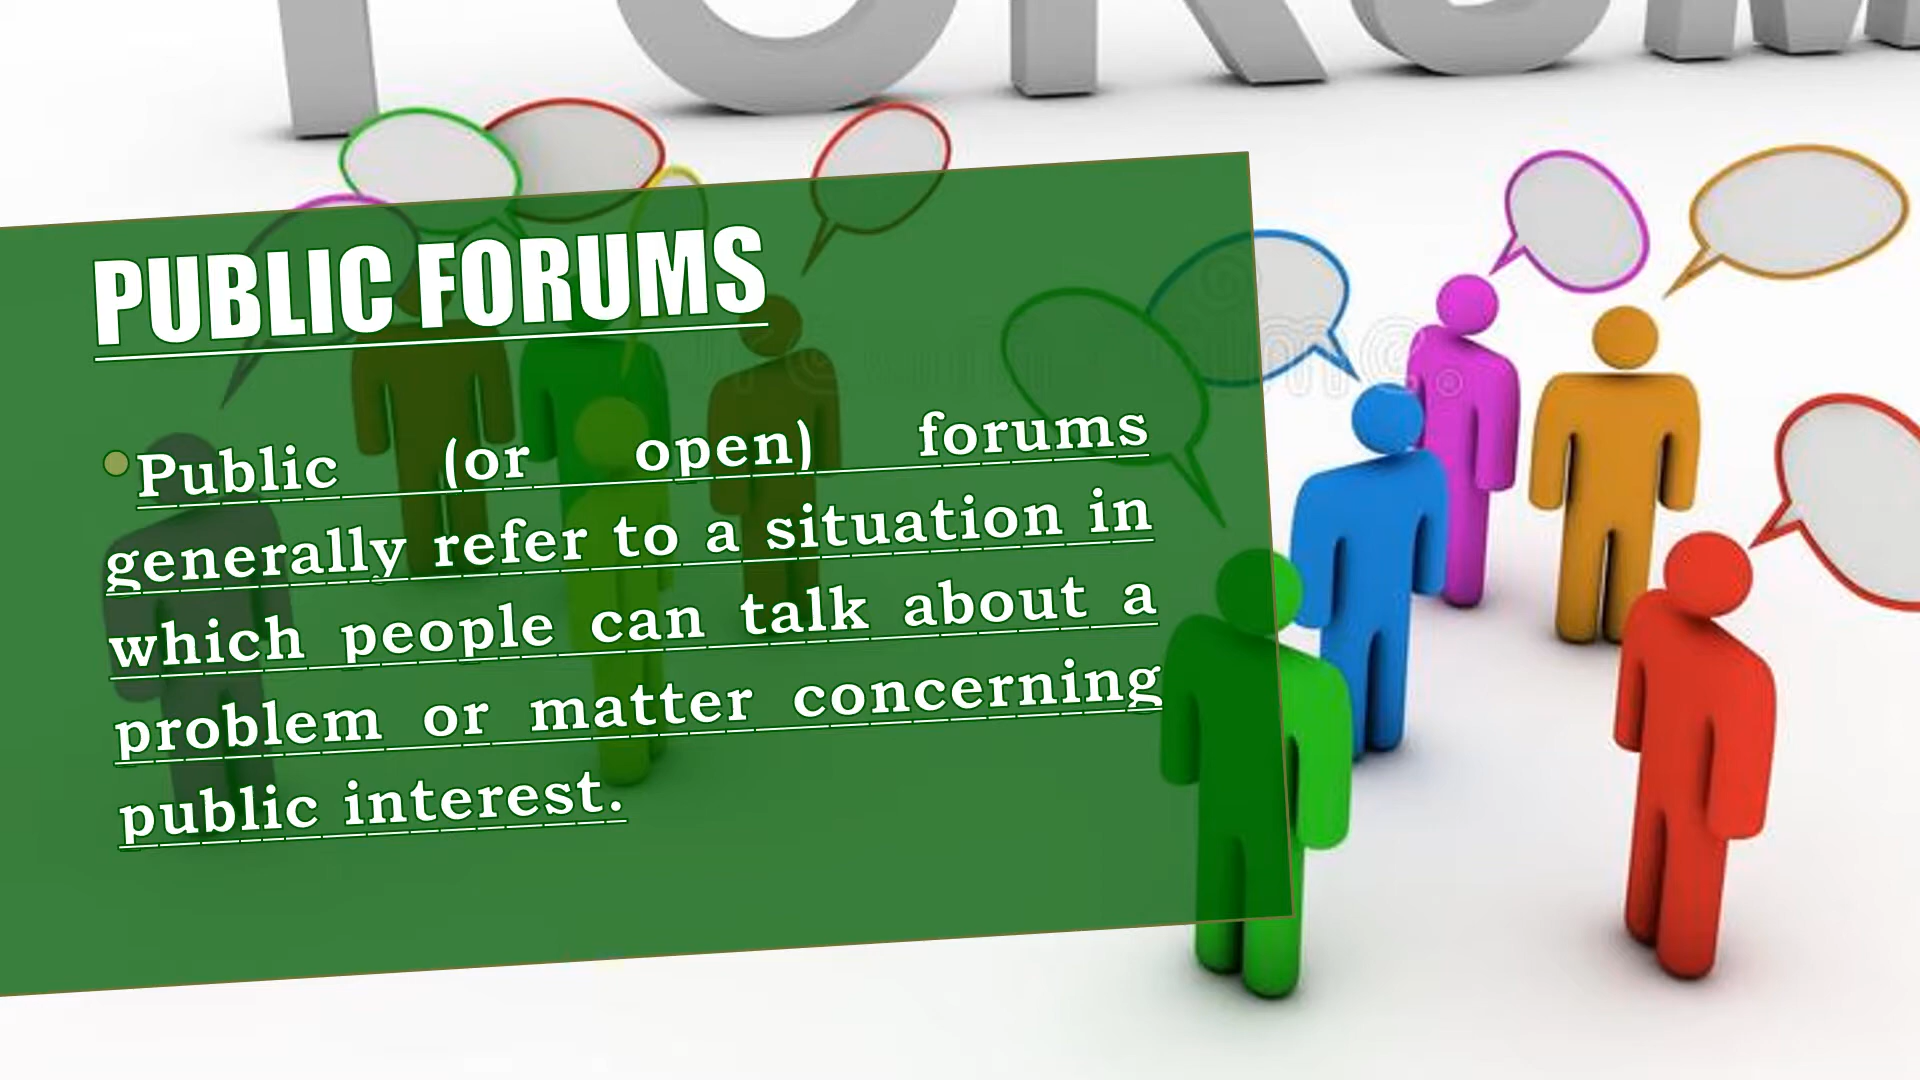 FORUM
PUBLIC FORUMS
Public (or open) forums
generally refer to a situation in
which people can talk about a
problem or matter concerning
public interest.